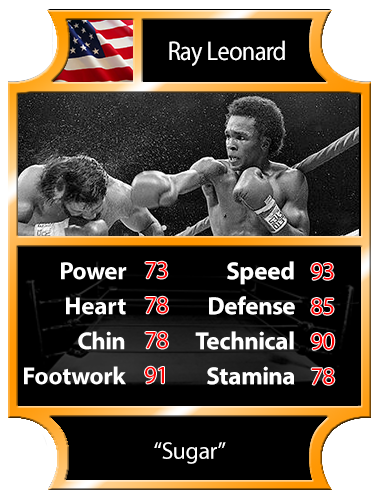 Ray Leonard
Power 73 Speed 93
Heart 78 Defense 85
Chin 78 Technical 90
Footwork 91 Stamina 78
“Sugar”